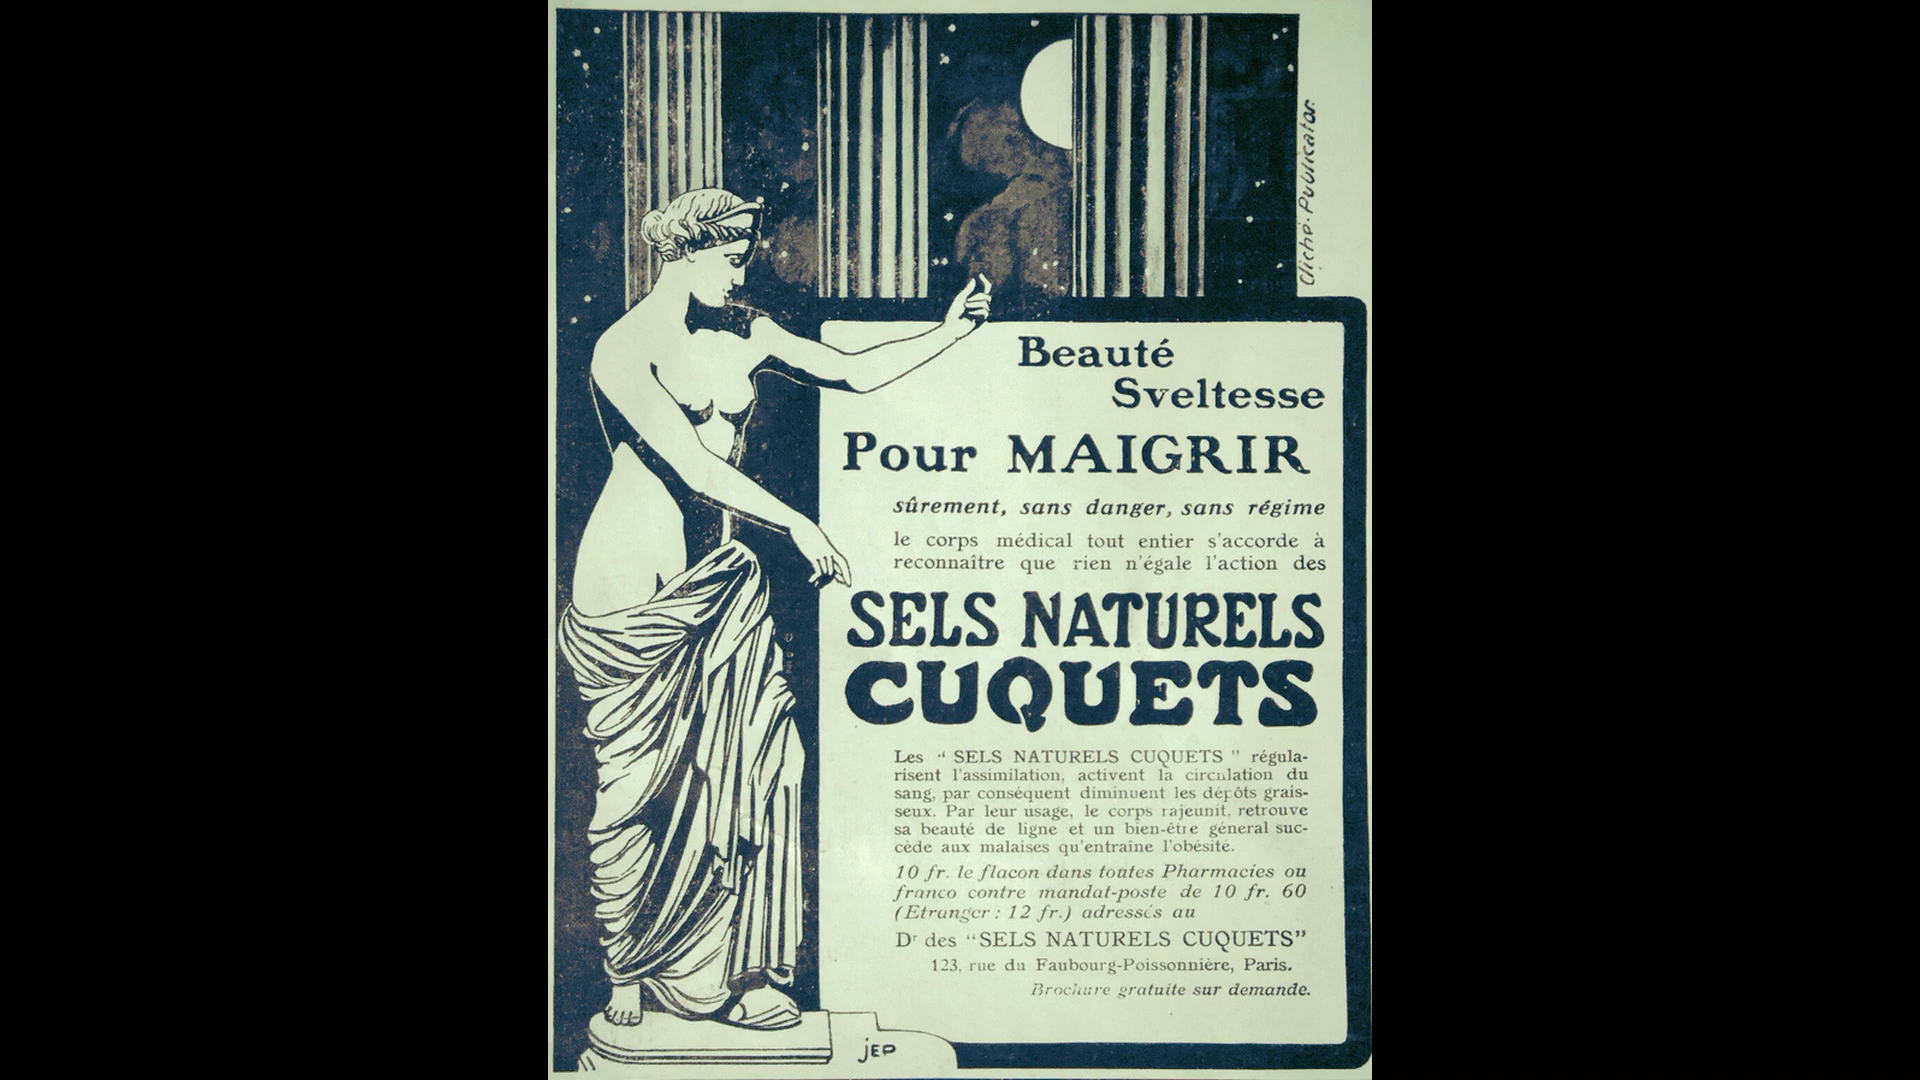 Cliché. Publicator.
Beauté
Sveltesse
Pour MAIGRIR
sûrement, sans danger, sans régime
le corps médical tout entier s'accorde à
reconnaître que rien n'égale l'action des
SELS NATURELS
CUQUETS
Les “ SELS NATURELS CUQUETS ” régula-
risent l'assimilation, activent la circulation du
sang, par conséquent diminuent les dépôts grais-
seux. Par leur usage, le corps rajeunit, retrouve
sa beauté de ligne et un bien-être géneral suc-
cède aux malaises qu'entraîne l'obésité.
10 fr. le flacon dans toutes Pharmacies ou
franco contre mandat-poste de 10 fr. 60
(Etranger : 12 fr.) adressés au
Dr des “SELS NATURELS CUQUETS”
123, rue du Faubourg-Poissonnière, Paris.
Brochure gratuite sur demande.
jEP